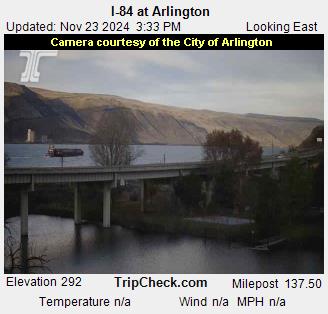 I-84 at Arlington
Updated: Nov 23 2024 3:33 PM Looking East
Camera courtesy of the City of Arlington
Elevation 292 TripCheck.com Milepost 137.50
Temperature n/a Wind n/a MPH n/a